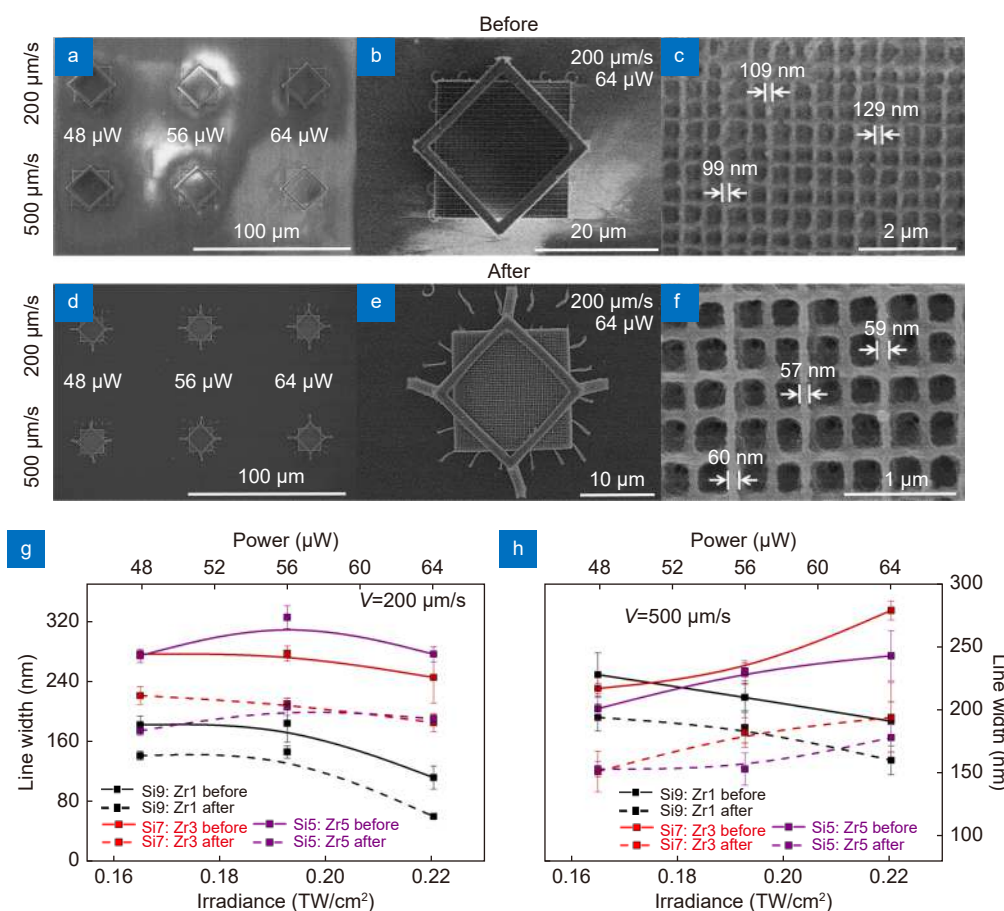 Before
200 μm/s
500 μm/s
a
48 μW
56 μW
64 μW
100 μm
b
200 μm/s
64 μW
20 μm
c
109 nm
129 nm
99 nm
2 μm
After
200 μm/s
500 μm/s
d
48 μW
56 μW
64 μW
100 μm
e
200 μm/s
64 μW
10 μm
f
59 nm
57 nm
60 nm
1 μm
g
Power (μW)
48 52 56 60 64
V=200 μm/s
Line width (nm)
320
240
160
80
0
Si9: Zr1 before
Si9: Zr1 after
Si7: Zr3 before
Si7: Zr3 after
Si5: Zr5 before
Si5: Zr5 after
0.16 0.18 0.20 0.22
Irradiance (TW/cm²)
h
Power (μW)
48 52 56 60 64
V=500 μm/s
300
250
200
150
100
Line width (nm)
Si9: Zr1 before
Si9: Zr1 after
Si7: Zr3 before
Si7: Zr3 after
Si5: Zr5 before
Si5: Zr5 after
0.16 0.18 0.20 0.22
Irradiance (TW/cm²)